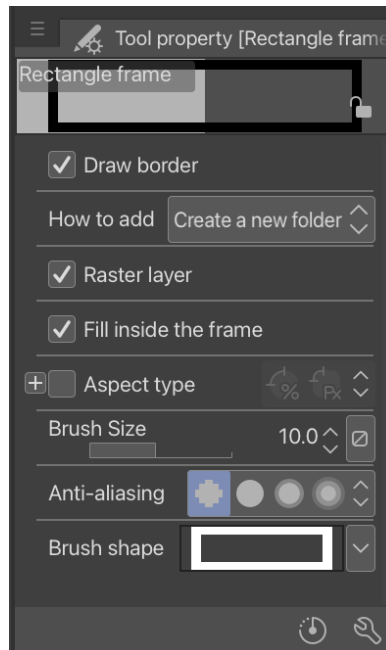 Tool property [Rectangle frame
Rectangle frame
Draw border
How to add Create a new folder
Raster layer
Fill inside the frame
Aspect type % Px
Brush Size 10.0
Anti-aliasing
Brush shape